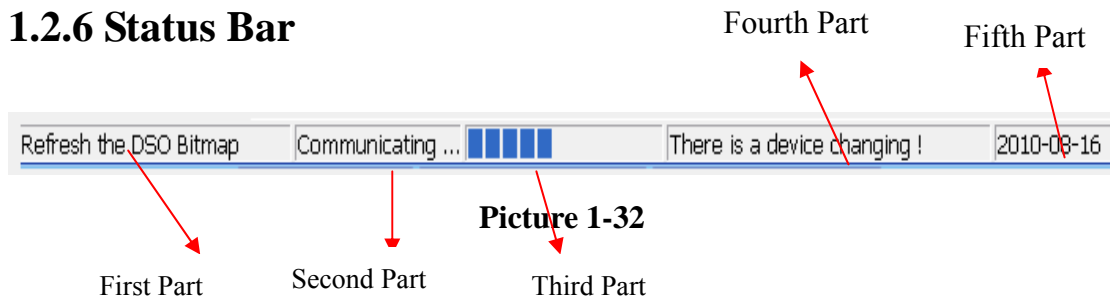 1.2.6 Status Bar
Fourth Part
Fifth Part
Refresh the DSO Bitmap
Communicating ...
There is a device changing !
2010-08-16
Picture 1-32
First Part
Second Part
Third Part